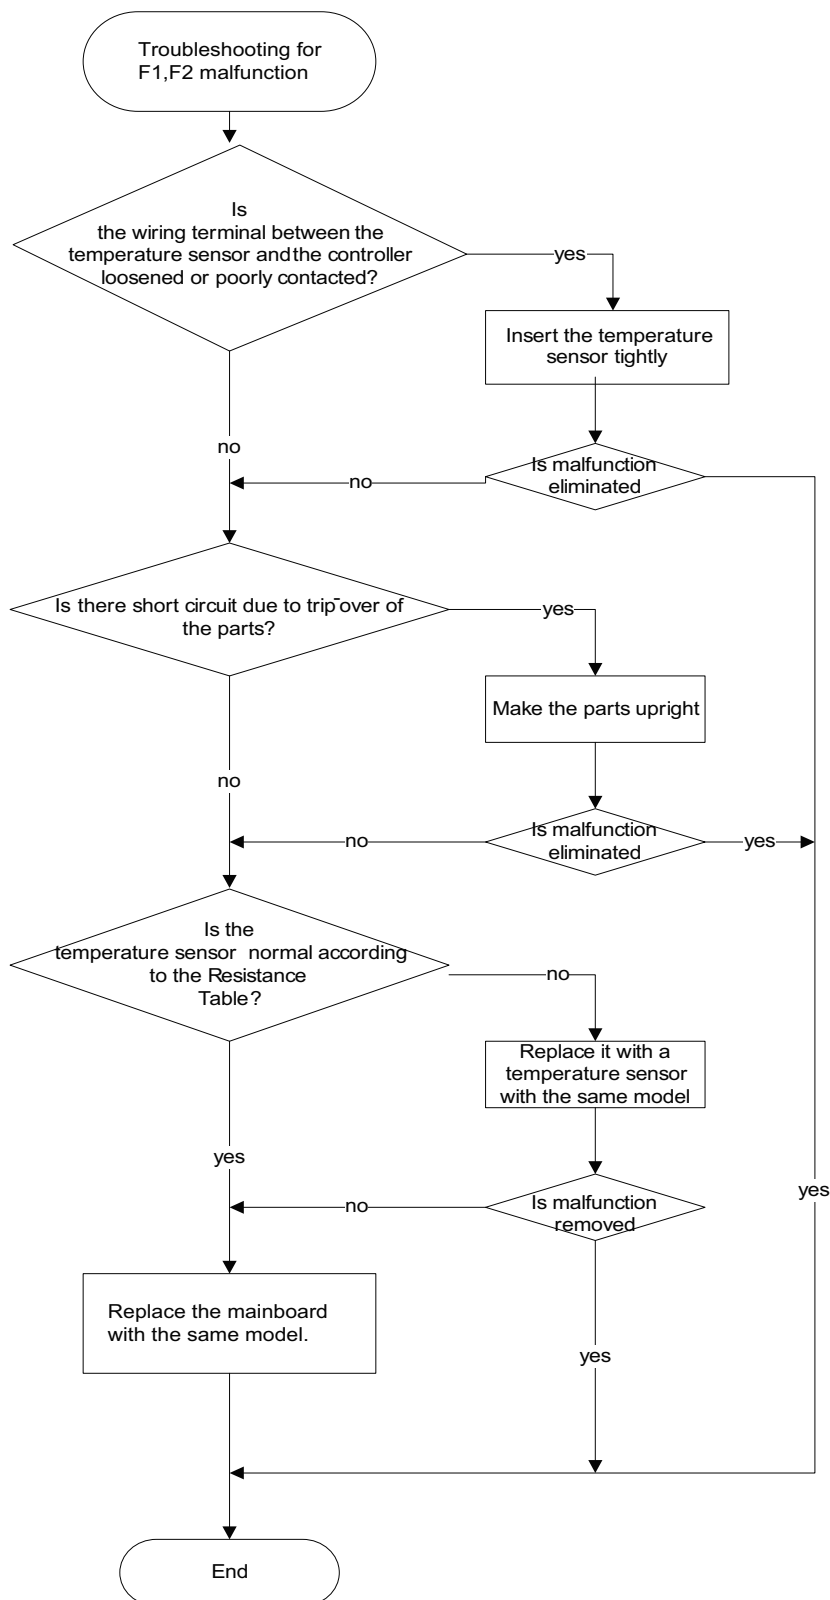 Troubleshooting for
F1,F2 malfunction
Is
the wiring terminal between the
temperature sensor and the controller
loosened or poorly contacted?
yes
Insert the temperature
sensor tightly
no
Is malfunction
eliminated
no
Is there short circuit due to trip-over of
the parts?
yes
Make the parts upright
no
Is malfunction
eliminated
no
yes
Is the
temperature sensor normal according
to the Resistance
Table?
no
Replace it with a
temperature sensor
with the same model
yes
yes
Is malfunction
removed
no
Replace the mainboard
with the same model.
yes
End